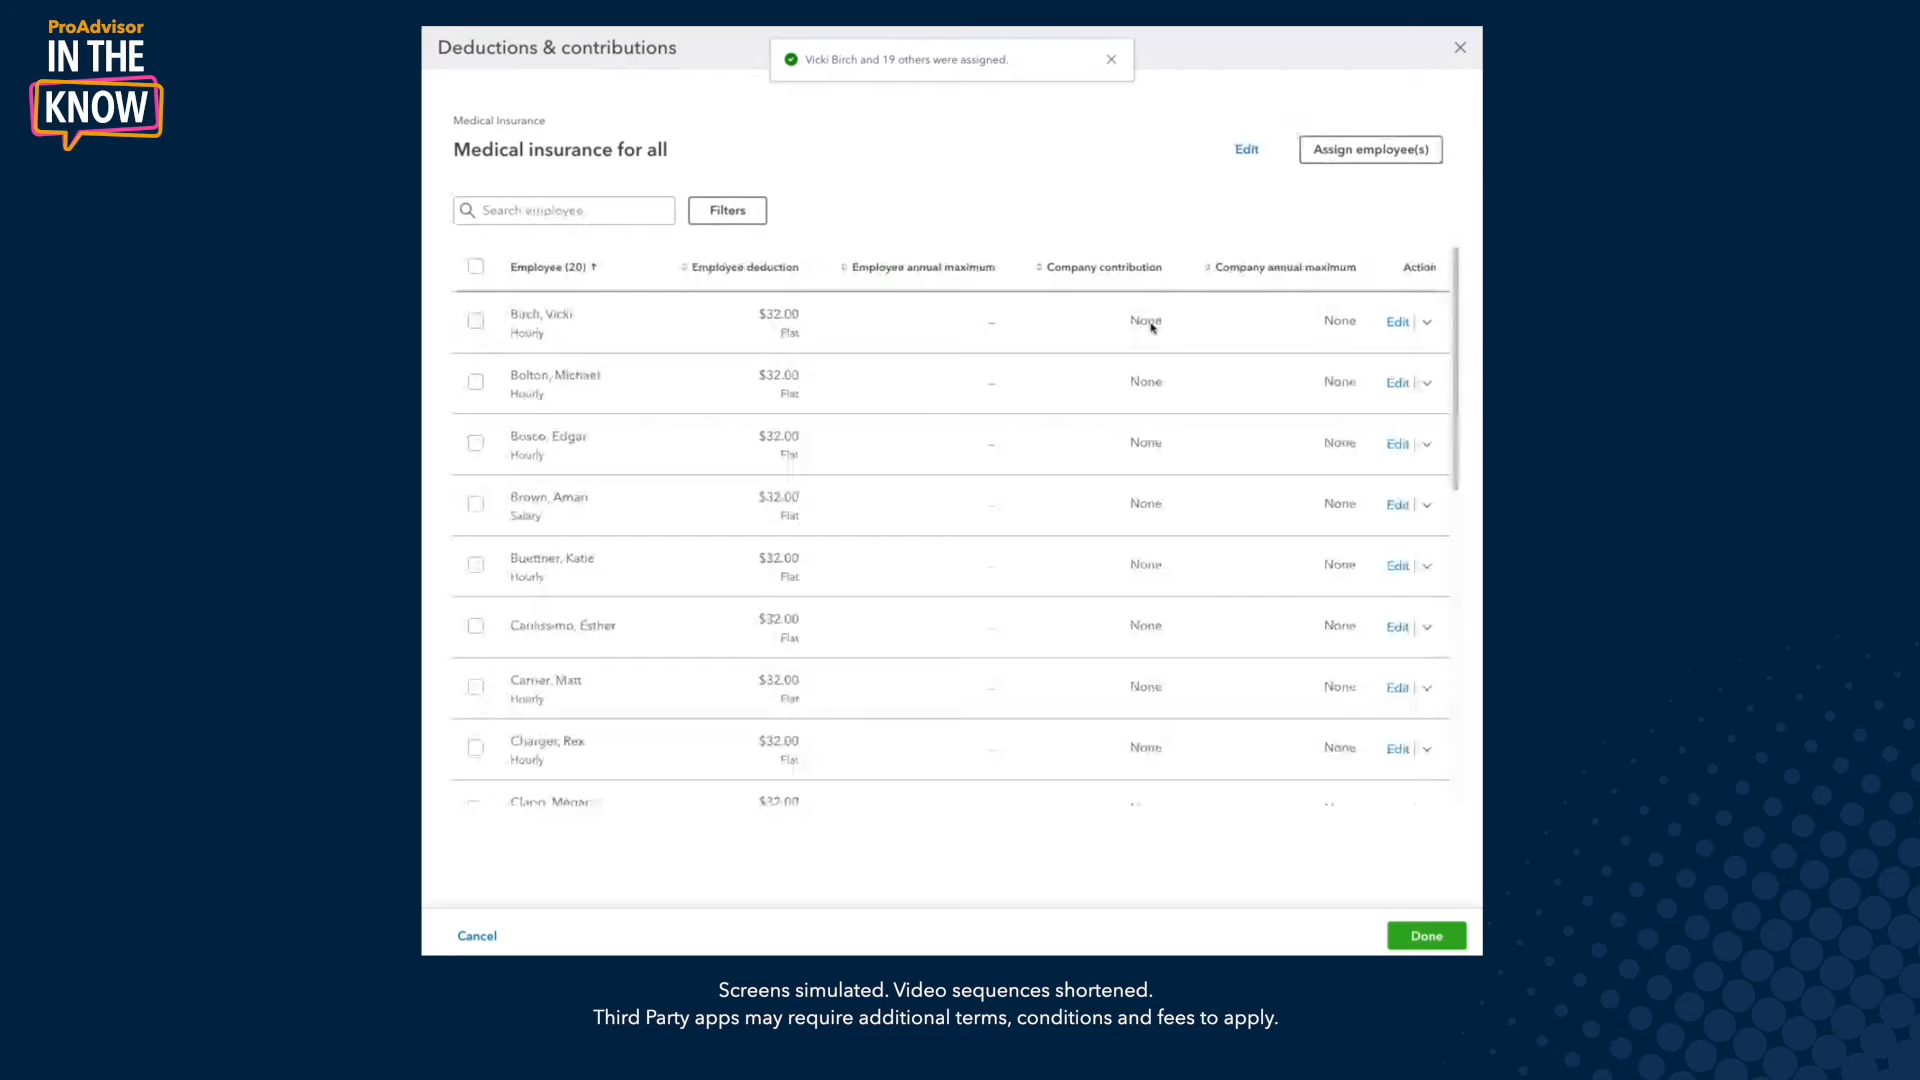 ProAdvisor
IN THE
KNOW
Deductions & contributions
Vicki Birch and 19 others were assigned.
Medical Insurance
Medical insurance for all
Edit
Assign employee(s)
Search employee
Filters
Employee (20) Employee deduction Employee annual maximum Company contribution Company annual maximum Action
Birch, Vicki $32.00 – None None Edit
Hourly Flat
Bolton, Michael $32.00 – None None Edit
Hourly Flat
Bosco, Edgar $32.00 – None None Edit
Hourly Flat
Brown, Amari $32.00 – None None Edit
Salary Flat
Buettner, Katie $32.00 – None None Edit
Hourly Flat
Esther $32.00 – None None Edit
Flat
Carrier, Matt $32.00 – None None Edit
Hourly Flat
Charger, Rex $32.00 – None None Edit
Hourly Flat
$32.00
Cancel
Done
Screens simulated. Video sequences shortened.
Third Party apps may require additional terms, conditions and fees to apply.